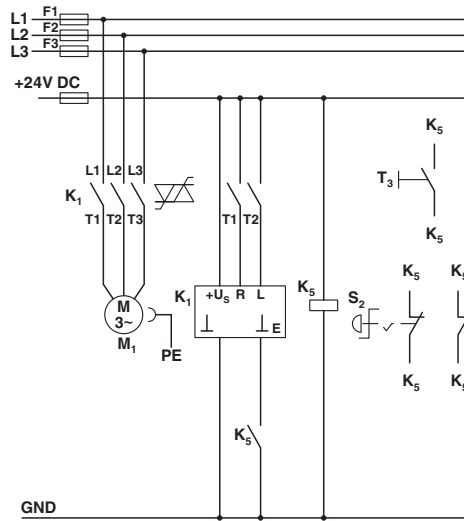 L1 F1
L2 F2
L3 F3
+24V DC
K5
L1 L2 L3
K1
T3
T1 T2 T3
T1 T2
K5
K5 K5
K1
+US R L
K5
S2
M
3~
E
M1
PE
K5 K5
K5
GND